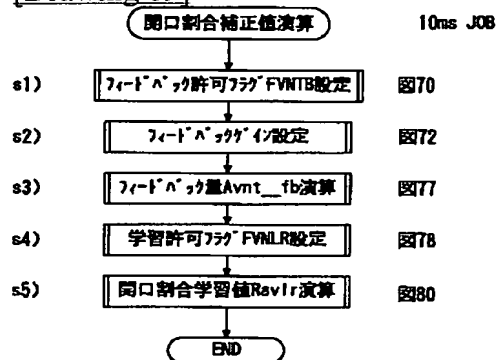 開口割合補正値演算 10ms JOB
s1) フィードバック許可フラグFVNTB設定 図70
s2) フィードバックゲイン設定 図72
s3) フィードバック量Avnt__fb演算 図77
s4) 学習許可フラグFVNLR設定 図78
s5) 開口割合学習値Rsvlr演算 図80
END